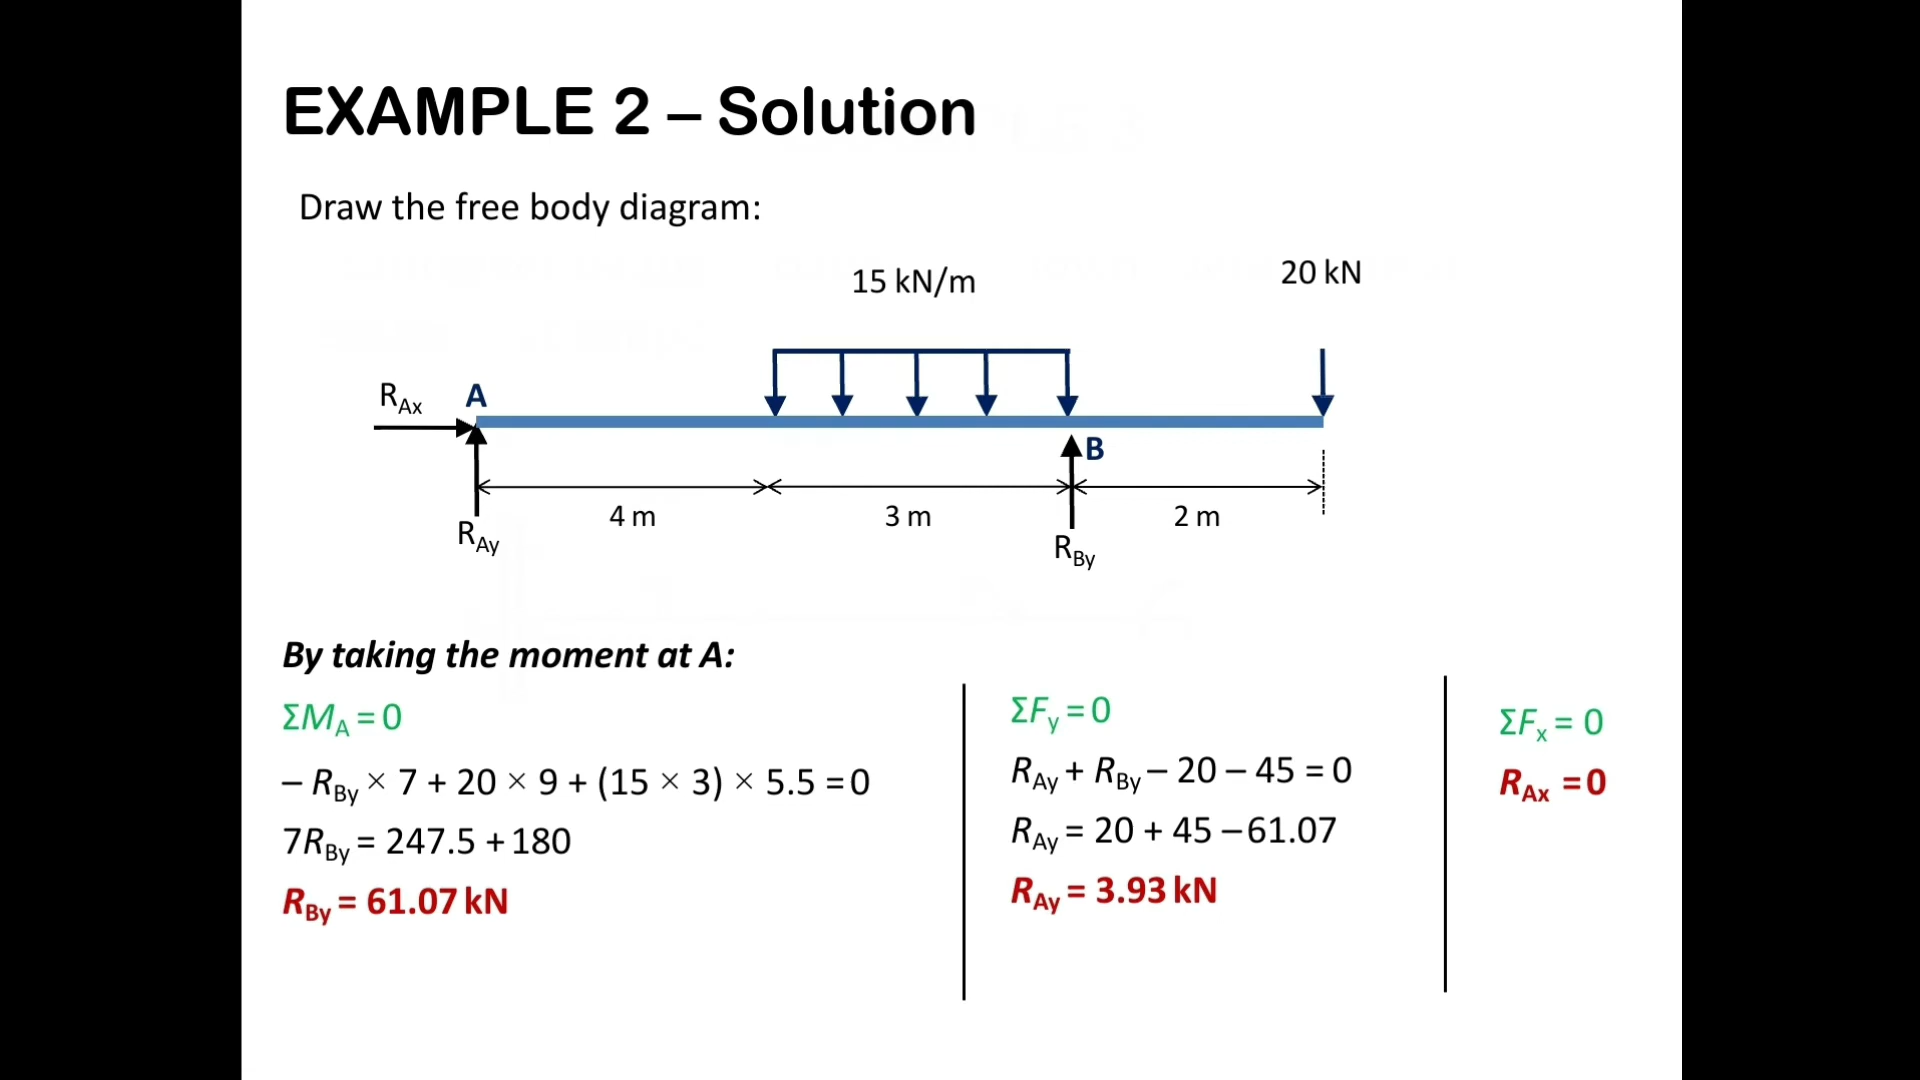 EXAMPLE 2 – Solution
Draw the free body diagram:
15 kN/m
20 kN
R_Ax
A
B
4 m
3 m
2 m
R_Ay
R_By
By taking the moment at A:
ΣM_A = 0
– R_By × 7 + 20 × 9 + (15 × 3) × 5.5 = 0
7R_By = 247.5 + 180
R_By = 61.07 kN
ΣF_y = 0
R_Ay + R_By – 20 – 45 = 0
R_Ay = 20 + 45 – 61.07
R_Ay = 3.93 kN
ΣF_x = 0
R_Ax = 0